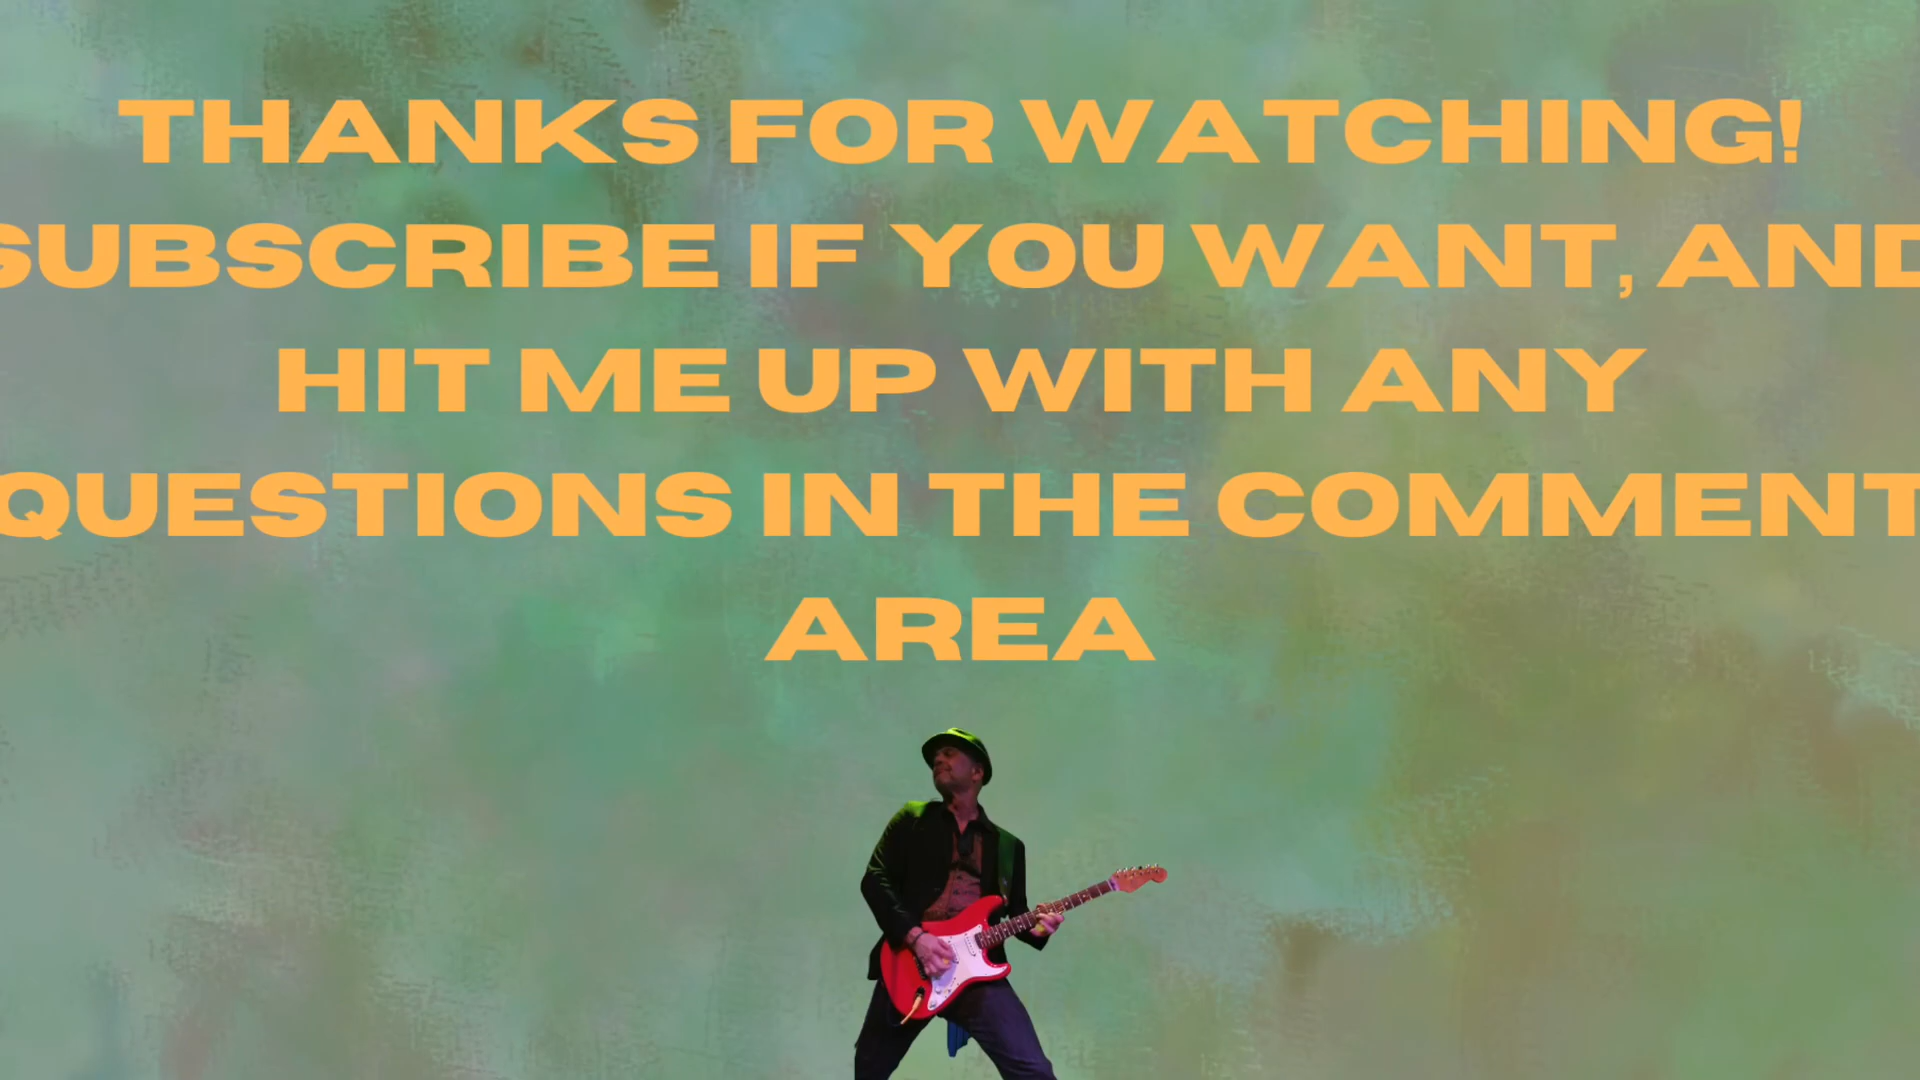 THANKS FOR WATCHING!
SUBSCRIBE IF YOU WANT, AND
HIT ME UP WITH ANY
QUESTIONS IN THE COMMENT
AREA